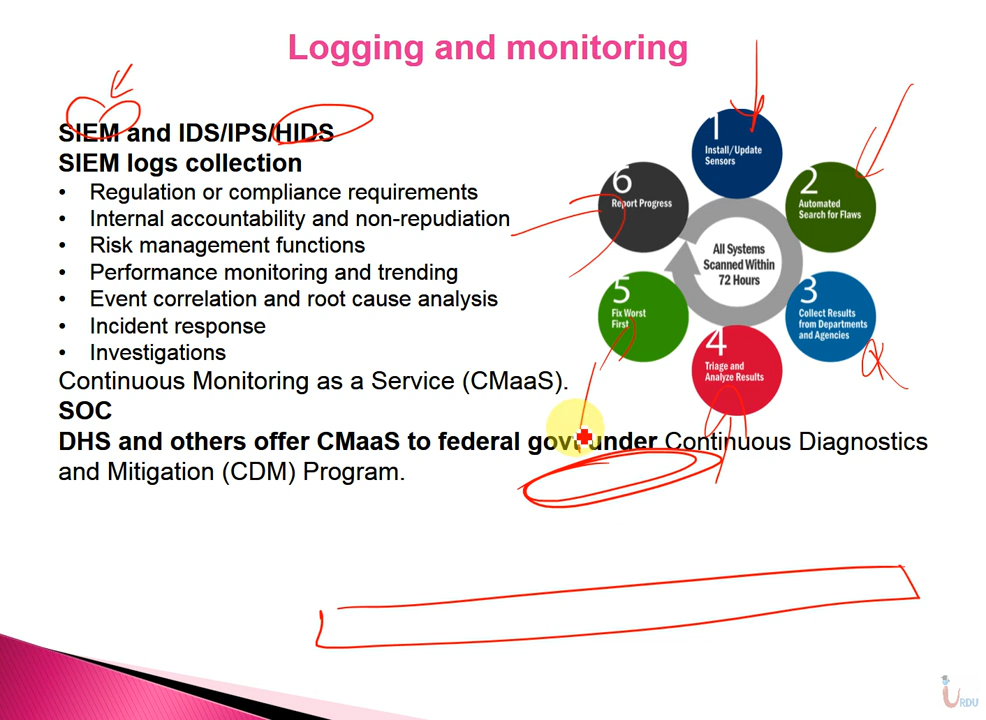 Logging and monitoring
SIEM and IDS/IPS/HIDS
SIEM logs collection
• Regulation or compliance requirements
• Internal accountability and non-repudiation
• Risk management functions
• Performance monitoring and trending
• Event correlation and root cause analysis
• Incident response
• Investigations
Continuous Monitoring as a Service (CMaaS).
SOC
DHS and others offer CMaaS to federal govt under Continuous Diagnostics
and Mitigation (CDM) Program.
1
Install/Update
Sensors
2
Automated
Search for Flaws
3
Collect Results
from Departments
and Agencies
4
Triage and
Analyze Results
5
Fix Worst
First
6
Report Progress
All Systems
Scanned Within
72 Hours
URDU